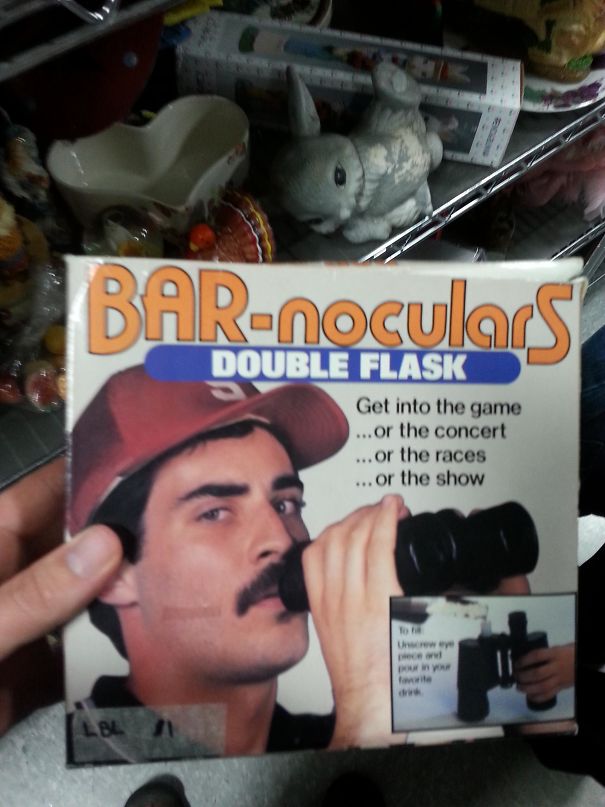 BAR-nocularS
DOUBLE FLASK
Get into the game
...or the concert
...or the races
...or the show
To fill:
Unscrew eye
piece and
pour in your
favorite
drink.
LBL